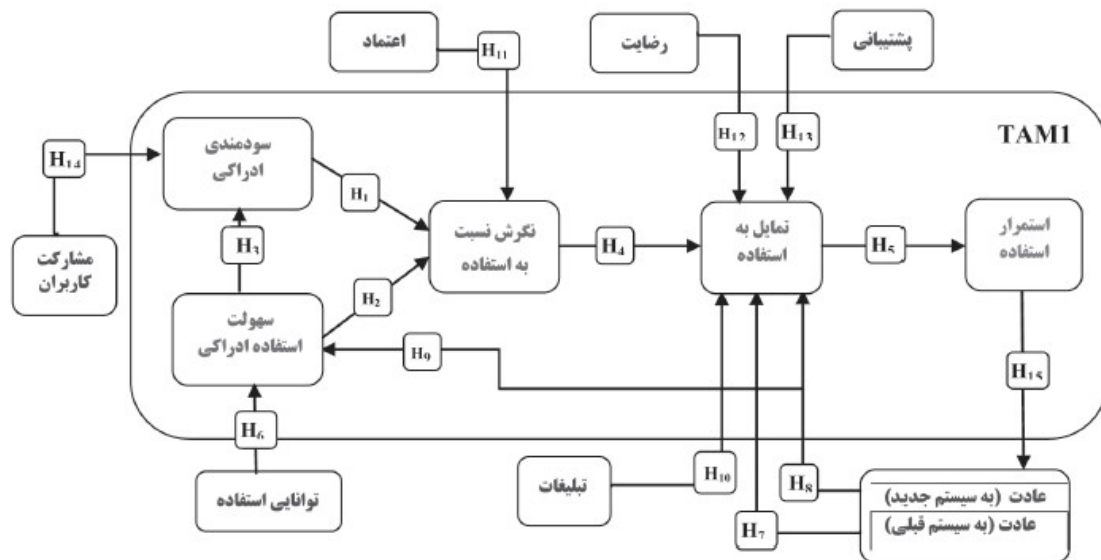 اعتماد
H11
رضایت
H12
پشتیبانی
H13
TAM1
H14
سودمندی
ادراکی
H1
مشارکت
کاربران
H3
نگرش نسبت
به استفاده
H4
تمایل به
استفاده
H5
استمرار
استفاده
H2
سهولت
استفاده ادراکی
H9
H15
H6
توانایی استفاده
تبلیغات
H10
H8
عادت (به سیستم جدید)
H7
عادت (به سیستم قبلی)